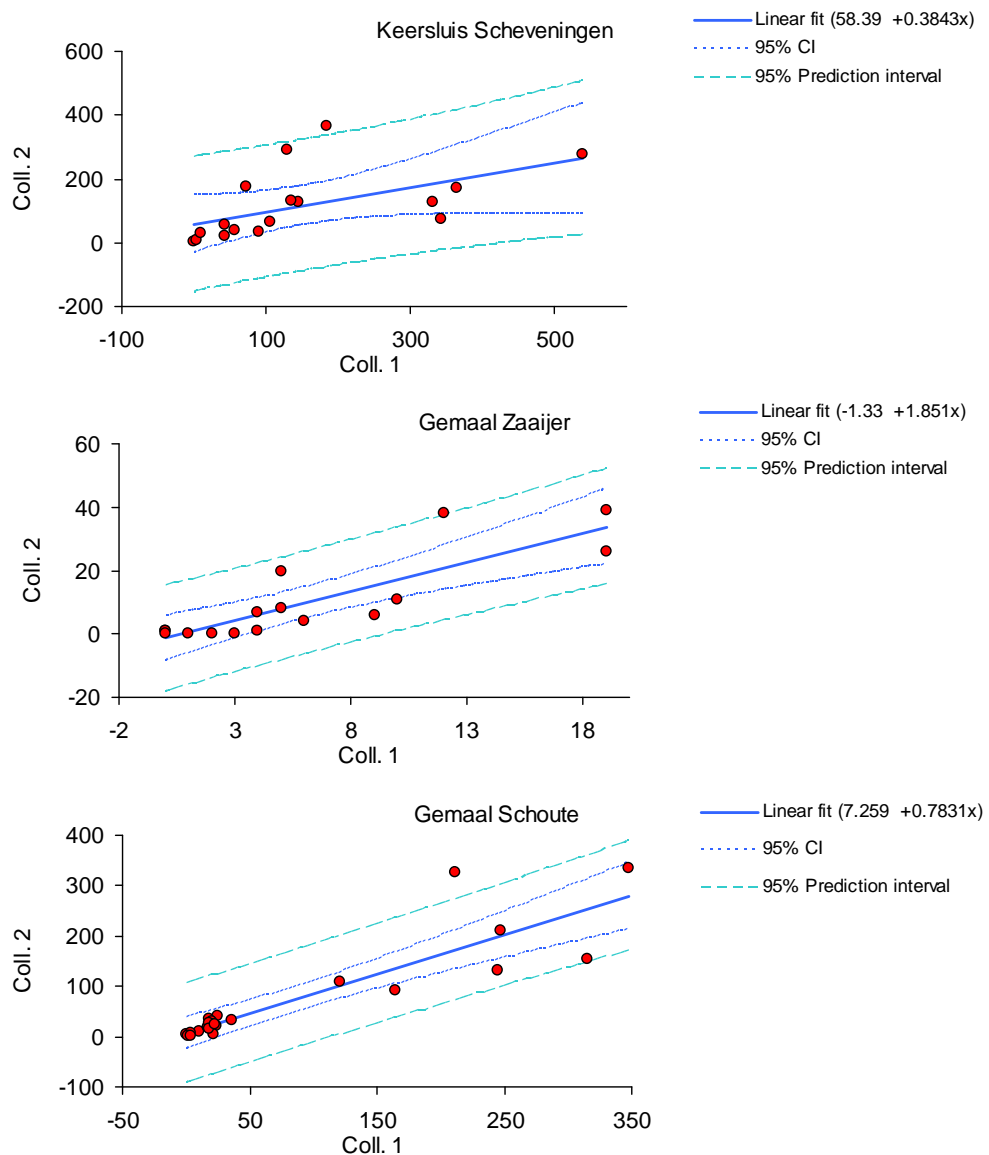 Keersluis Scheveningen
Linear fit (58.39 +0.3843x)
95% CI
95% Prediction interval
600
400
200
0
-200
Coll. 2
-100 100 300 500
Coll. 1
Gemaal Zaaijer
Linear fit (-1.33 +1.851x)
95% CI
95% Prediction interval
60
40
20
0
-20
Coll. 2
-2 3 8 13 18
Coll. 1
Gemaal Schoute
Linear fit (7.259 +0.7831x)
95% CI
95% Prediction interval
400
300
200
100
0
-100
Coll. 2
-50 50 150 250 350
Coll. 1